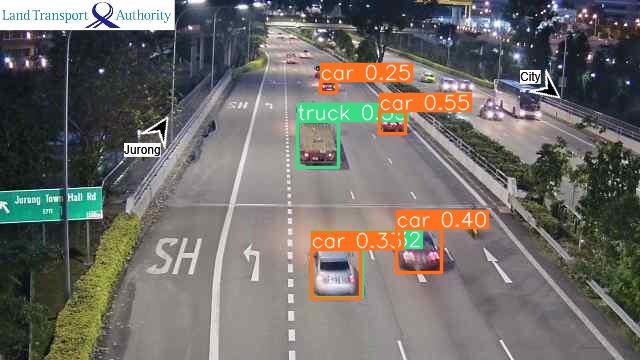 Land Transport Authority
car 0.25
City
truck 0.
car 0.55
Jurong
Jurong Town Hall Rd
car 0.40
car 0.33
SH
SH